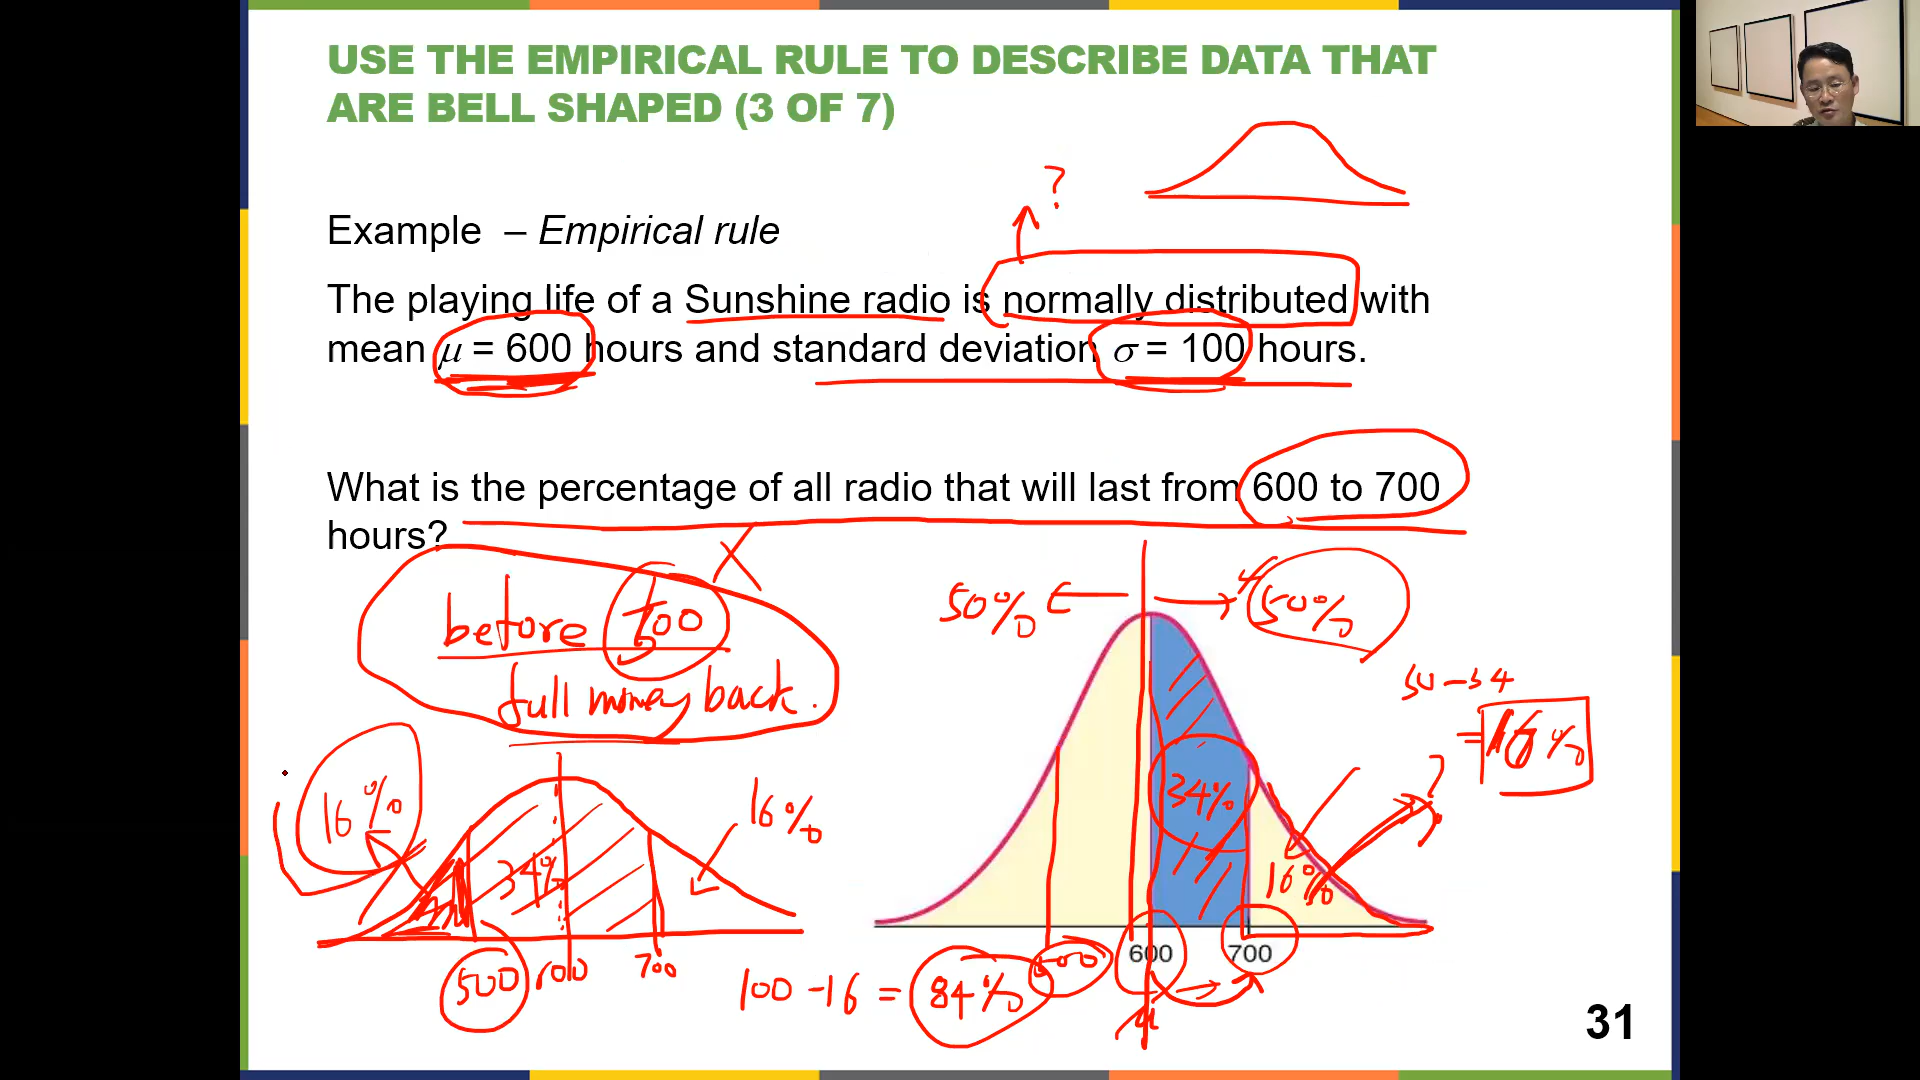 USE THE EMPIRICAL RULE TO DESCRIBE DATA THAT
ARE BELL SHAPED (3 OF 7)
?
Example – Empirical rule
The playing life of a Sunshine radio is normally distributed with
mean μ = 600 hours and standard deviation σ = 100 hours.
What is the percentage of all radio that will last from 600 to 700
hours?
before 500
full money back.
50%
50%
50-34
= 16%
?
34%
16%
16%
34%
16%
500
600
700
100 - 16 = 84%
500
600
700
μ
31